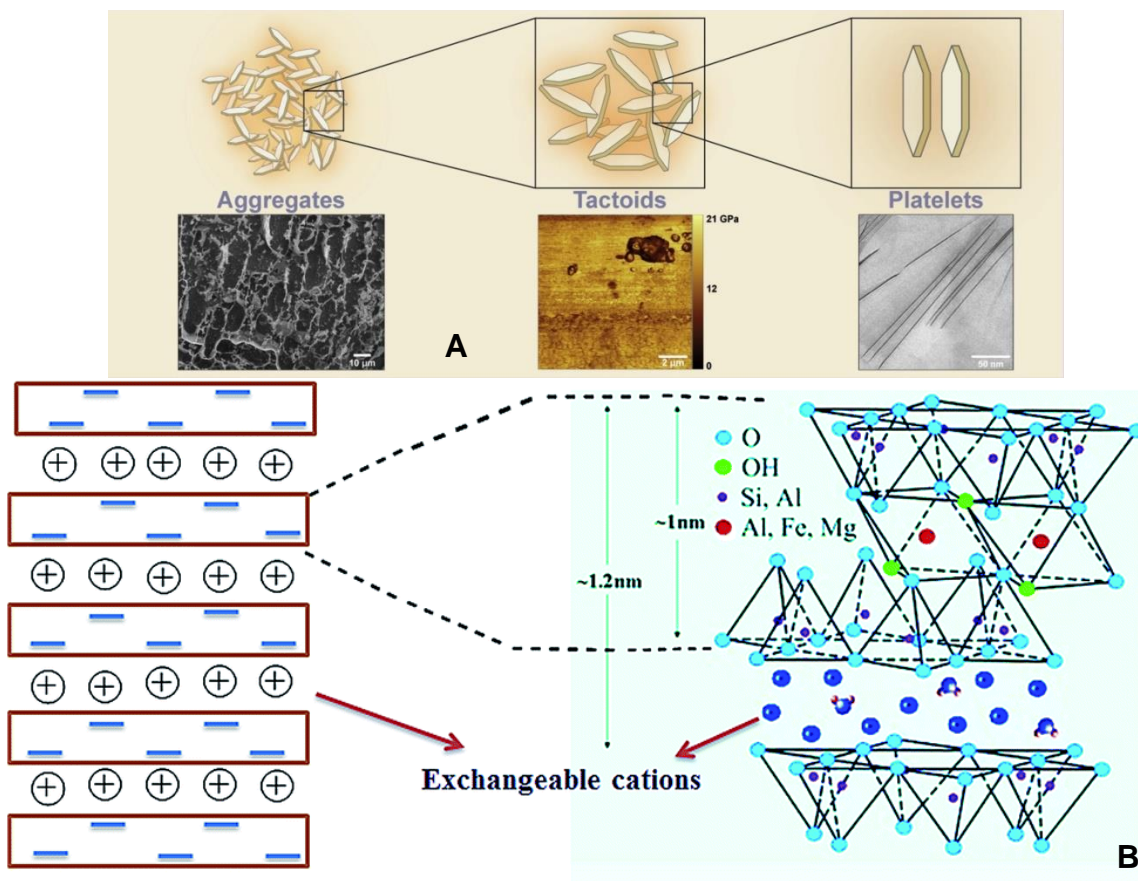 Aggregates
Tactoids
Platelets
21 GPa
12
0
10 μm
2 μm
50 nm
A
O
OH
Si, Al
Al, Fe, Mg
~1nm
~1.2nm
Exchangeable cations
B